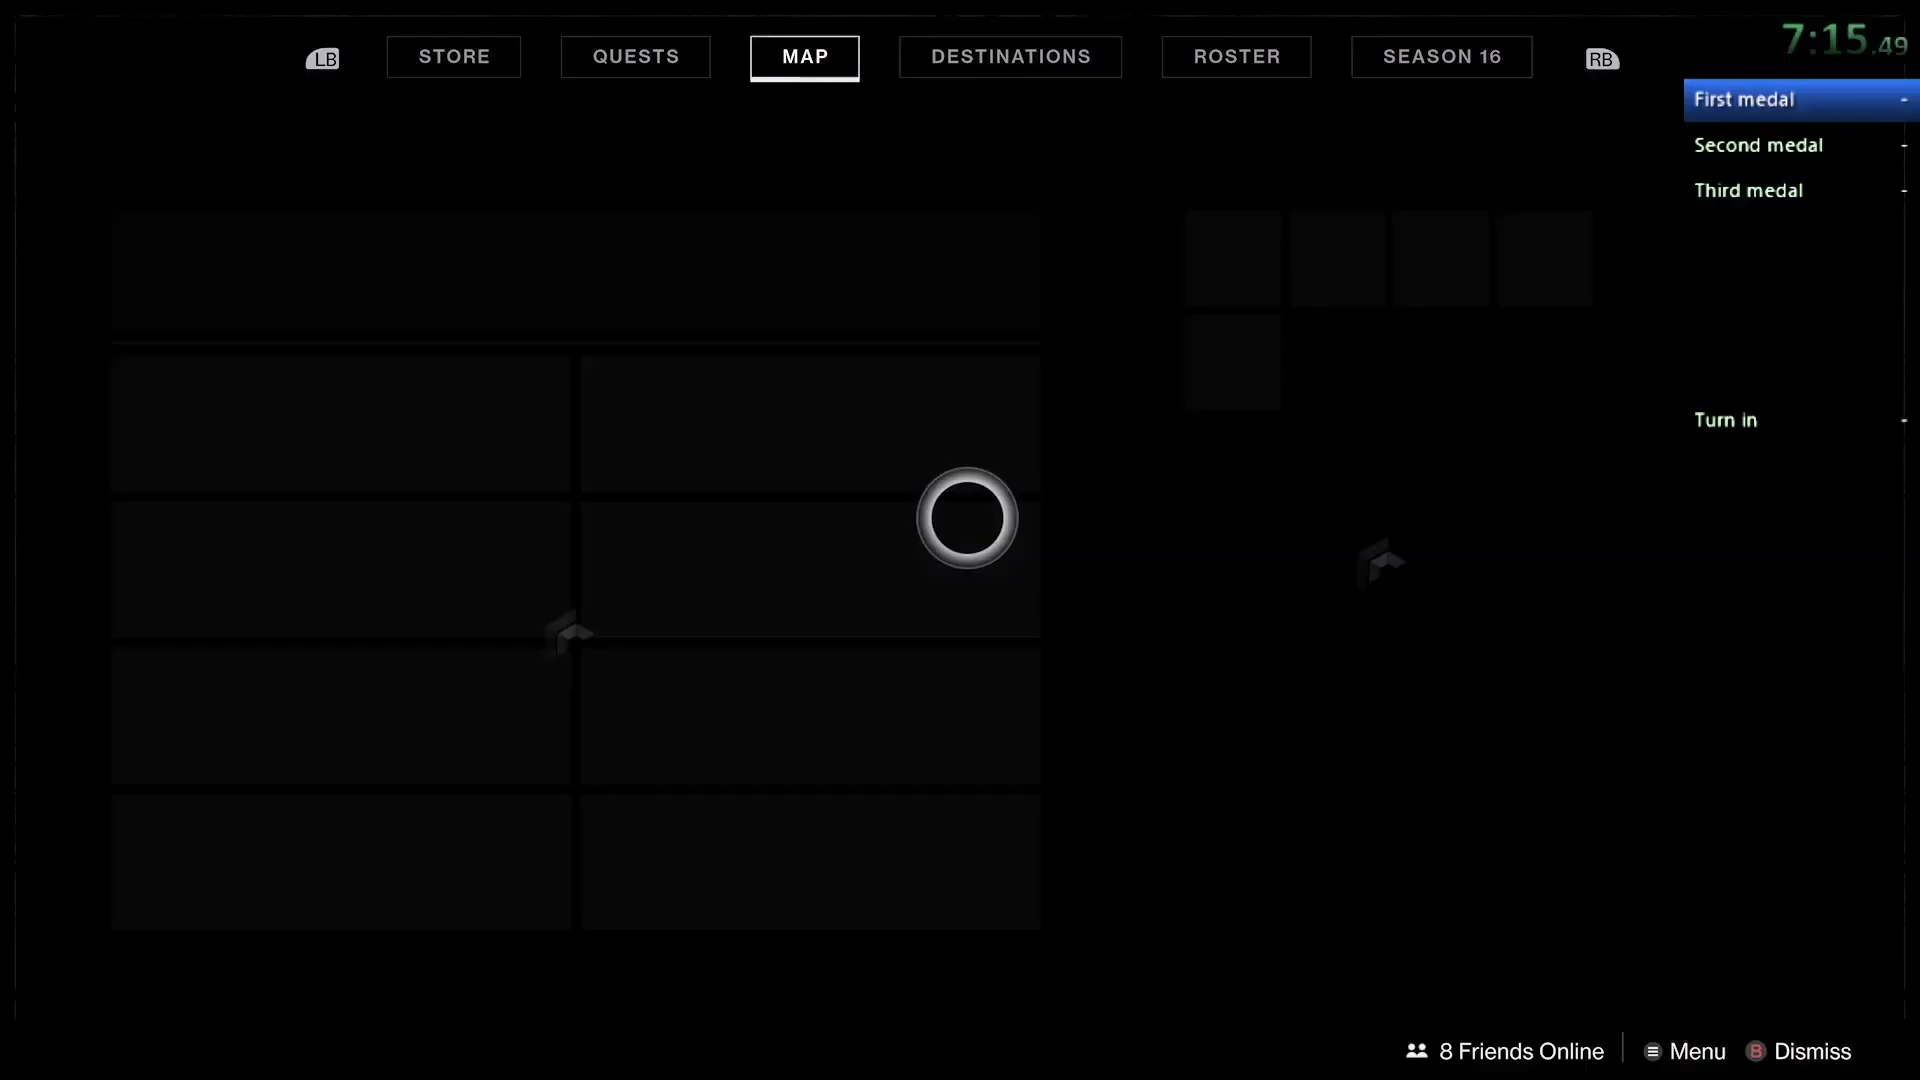 LB
STORE
QUESTS
MAP
DESTINATIONS
ROSTER
SEASON 16
RB
7:15.49
First medal -
Second medal -
Third medal -
Turn in -
8 Friends Online
Menu
B Dismiss